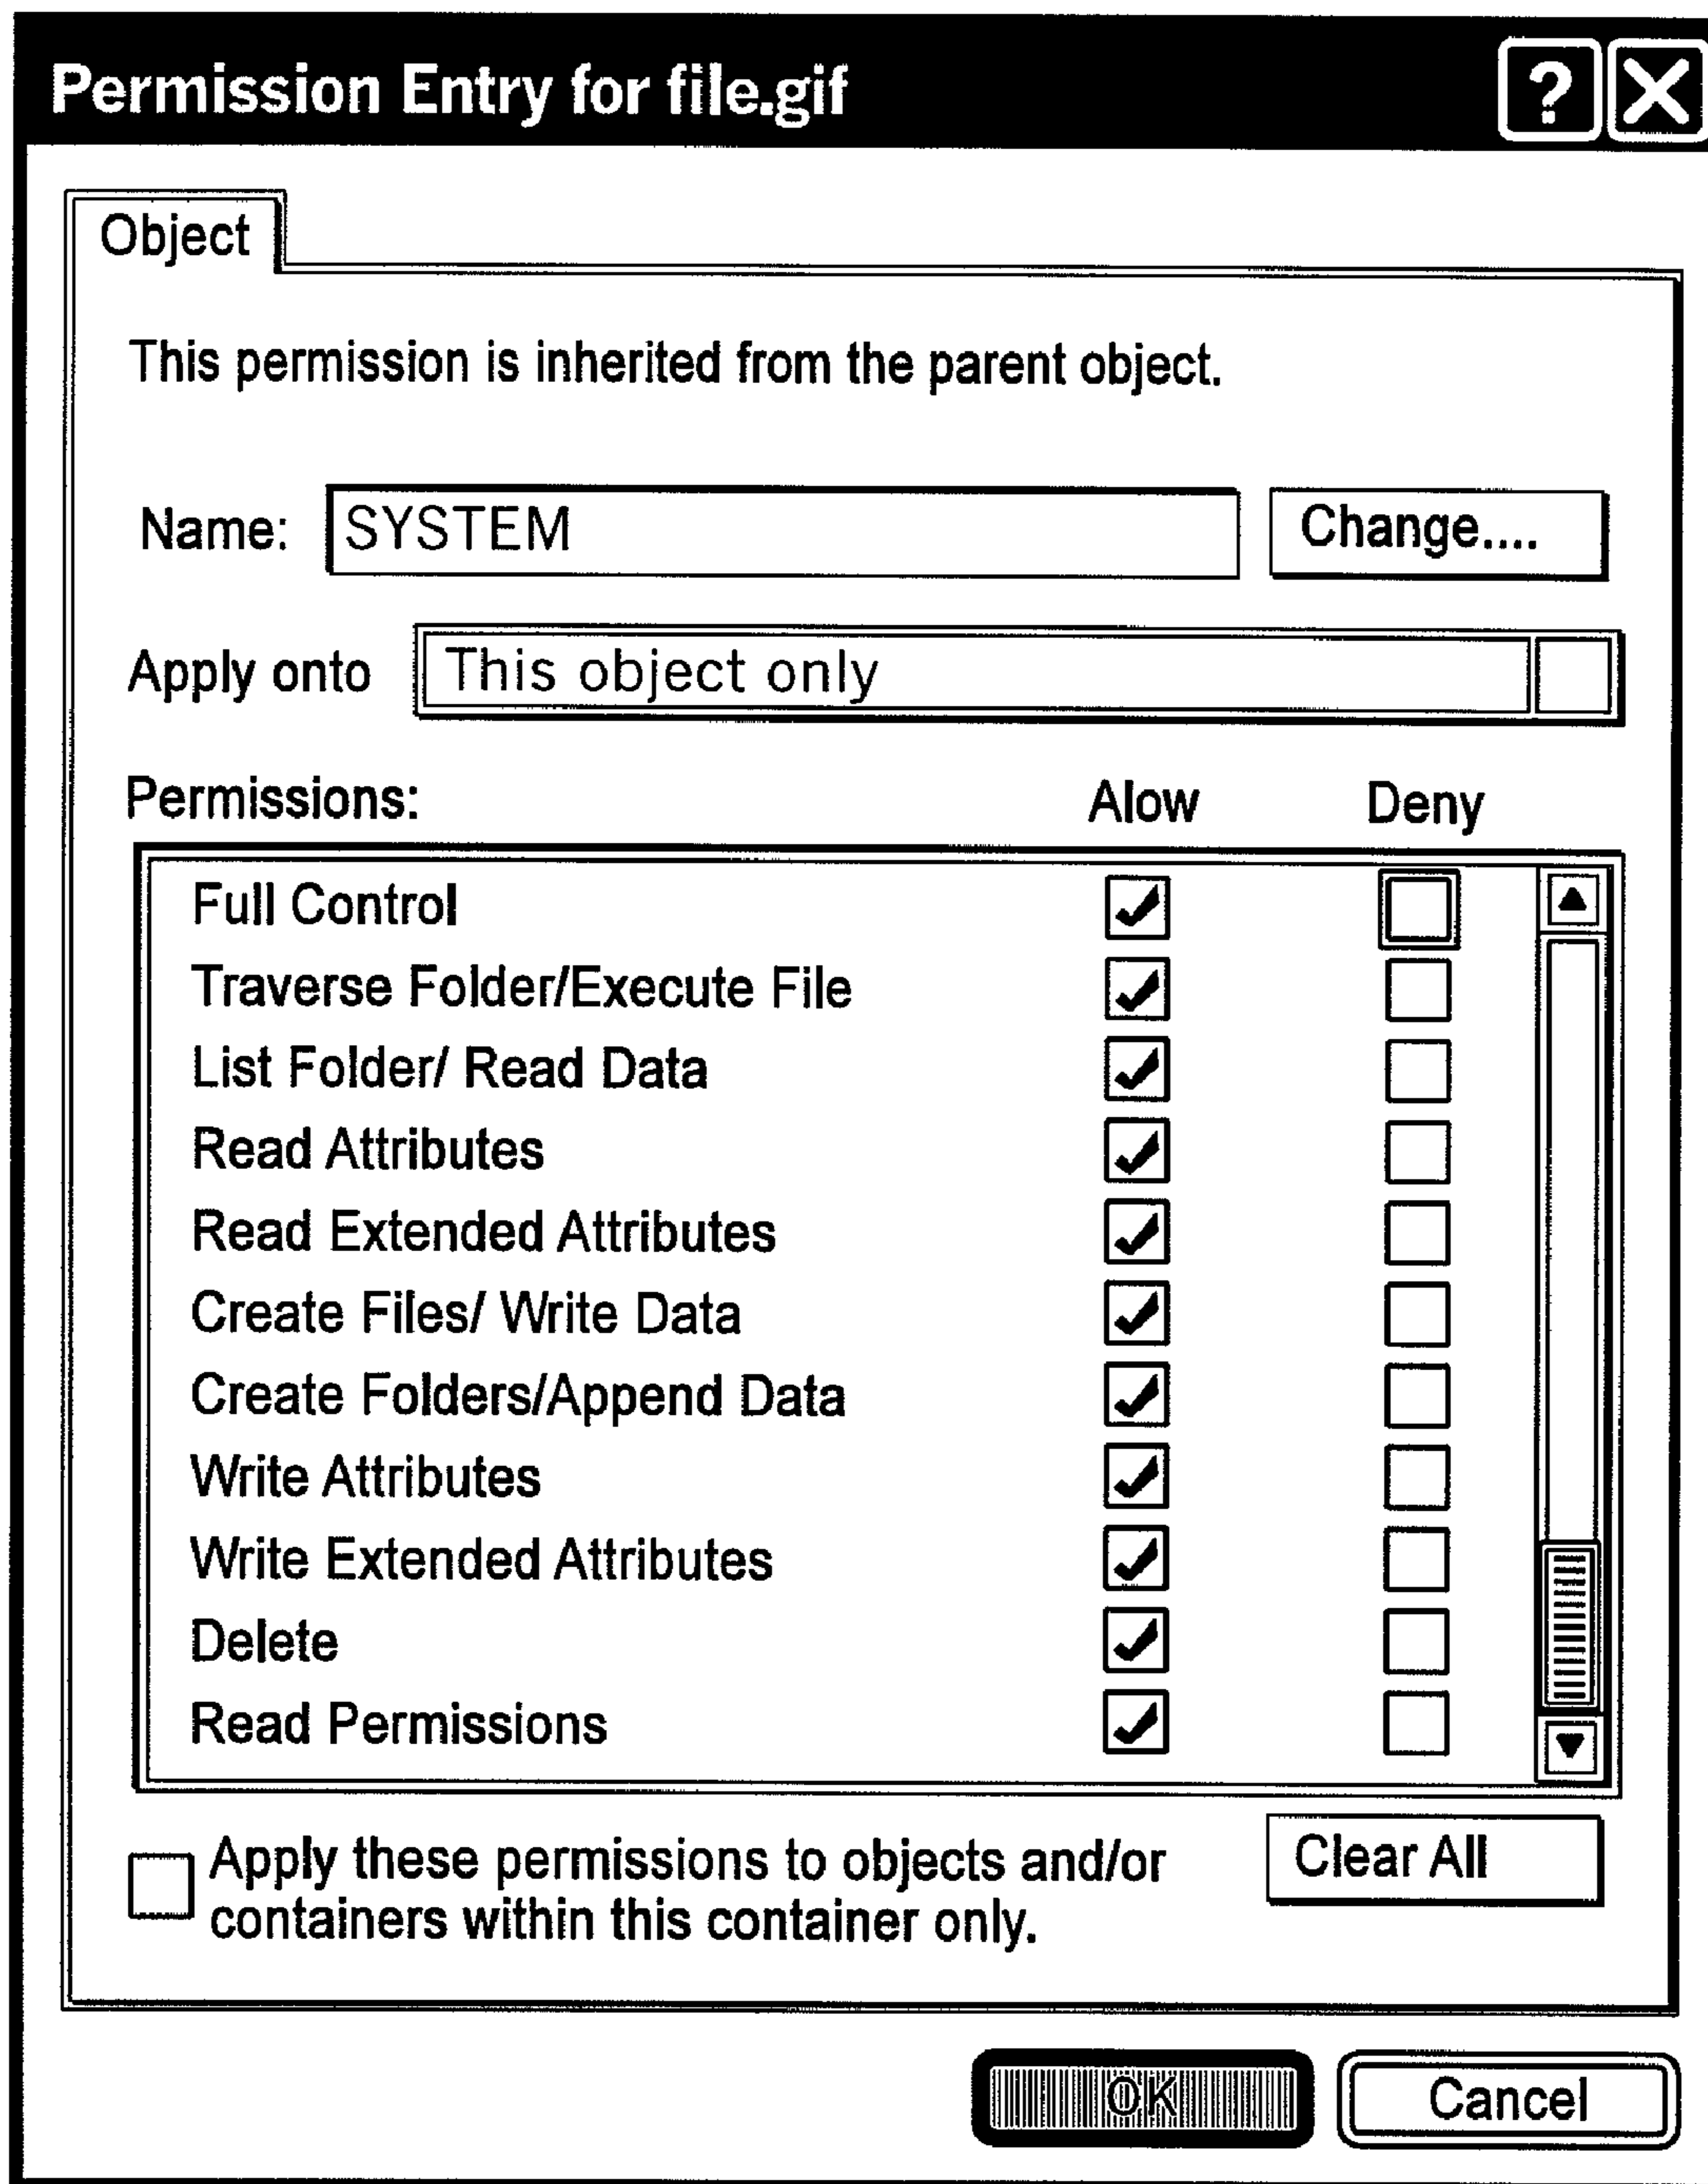 Permission Entry for file.gif ? X
Object
This permission is inherited from the parent object.
Name: SYSTEM Change....
Apply onto This object only
Permissions: Alow Deny
Full Control
Traverse Folder/Execute File
List Folder/ Read Data
Read Attributes
Read Extended Attributes
Create Files/ Write Data
Create Folders/Append Data
Write Attributes
Write Extended Attributes
Delete
Read Permissions
Apply these permissions to objects and/or Clear All
containers within this container only.
OK Cancel